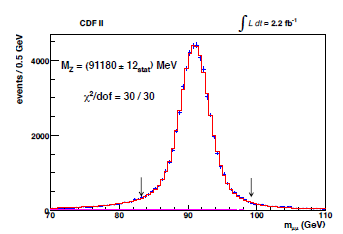 CDF II
∫ L dt = 2.2 fb⁻¹
events / 0.5 GeV
M_Z = (91180 ± 12_stat) MeV
χ²/dof = 30 / 30
4000
2000
0
70 80 90 100 110
m_μμ (GeV)